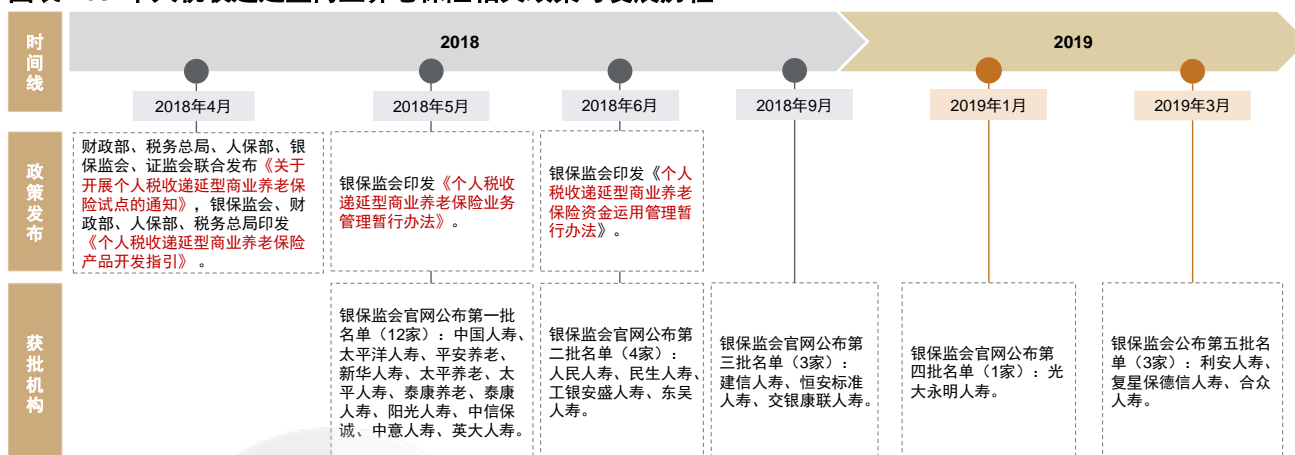 时
间
线
2018
2019
2018年4月
2018年5月
2018年6月
2018年9月
2019年1月
2019年3月
政
策
发
布
财政部、税务总局、人保部、银
保监会、证监会联合发布《关于
开展个人税收递延型商业养老保
险试点的通知》，银保监会、财
政部、人保部、税务总局印发
《个人税收递延型商业养老保险
产品开发指引》 。
银保监会印发《个人税收
递延型商业养老保险业务
管理暂行办法》。
银保监会印发《个人
税收递延型商业养老
保险资金运用管理暂
行办法》。
获
批
机
构
银保监会官网公布第一批
名单（12家）：中国人寿、
太平洋人寿、平安养老、
新华人寿、太平养老、太
平人寿、泰康养老、泰康
人寿、阳光人寿、中信保
诚、中意人寿、英大人寿。
银保监会官网公布第
二批名单（4家）：
人民人寿、民生人寿、
工银安盛人寿、东吴
人寿。
银保监会官网公布第
三批名单（3家）：
建信人寿、恒安标准
人寿、交银康联人寿。
银保监会官网公布第
四批名单（1家）：光
大永明人寿。
银保监会公布第五批名
单（3家）：利安人寿、
复星保德信人寿、合众
人寿。